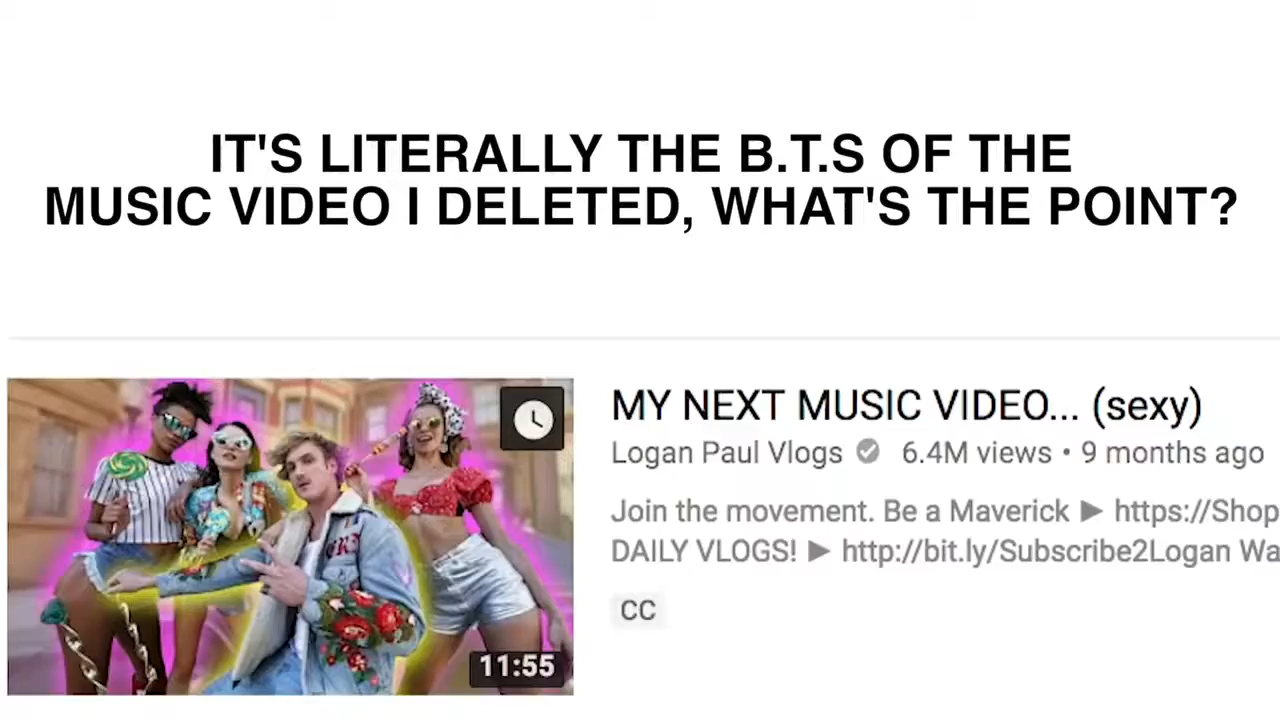 IT'S LITERALLY THE B.T.S OF THE
MUSIC VIDEO I DELETED, WHAT'S THE POINT?
MY NEXT MUSIC VIDEO... (sexy)
Logan Paul Vlogs 6.4M views • 9 months ago
Join the movement. Be a Maverick ► https://Shop
DAILY VLOGS! ► http://bit.ly/Subscribe2Logan Wa
CC
11:55